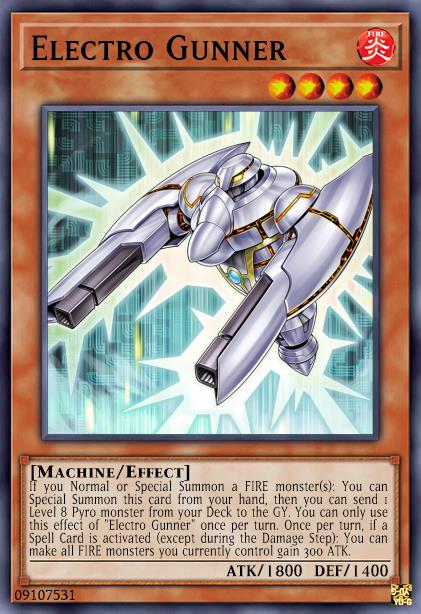 ELECTRO GUNNER
FIRE
炎
[MACHINE/EFFECT]
If you Normal or Special Summon a FIRE monster(s): You can
Special Summon this card from your hand, then you can send 1
Level 8 Pyro monster from your Deck to the GY. You can only use
this effect of "Electro Gunner" once per turn. Once per turn, if a
Spell Card is activated (except during the Damage Step): You can
make all FIRE monsters you currently control gain 300 ATK.
ATK/1800 DEF/1400
09107531